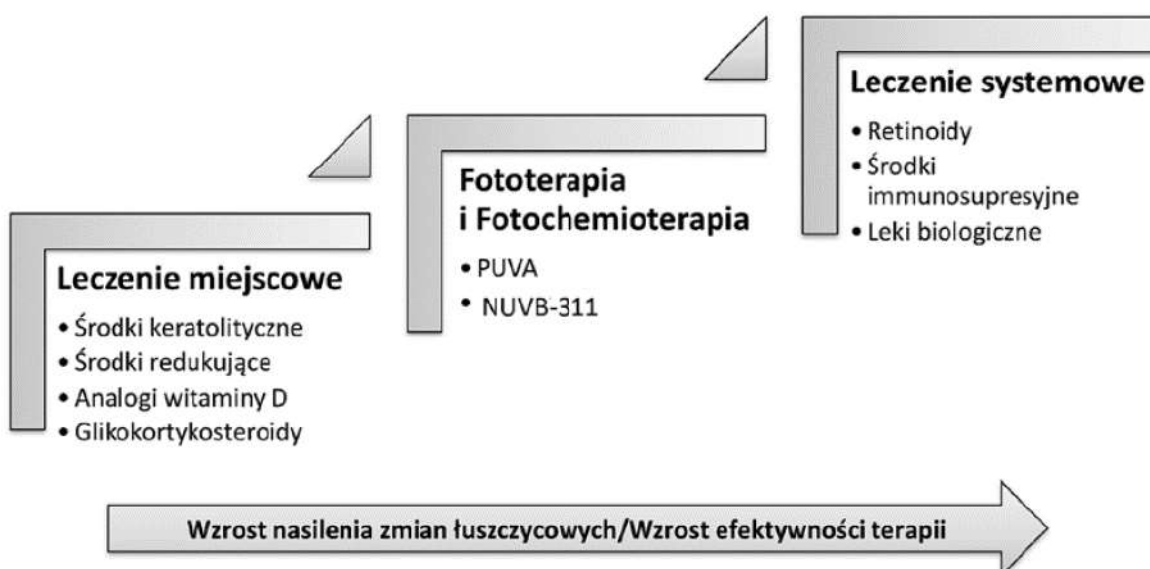 Leczenie miejscowe
• Środki keratolityczne
• Środki redukujące
• Analogi witaminy D
• Glikokortykosteroidy
Fototerapia
i Fotochemioterapia
• PUVA
• NUVB-311
Leczenie systemowe
• Retinoidy
• Środki
immunosupresyjne
• Leki biologiczne
Wzrost nasilenia zmian łuszczycowych/Wzrost efektywności terapii